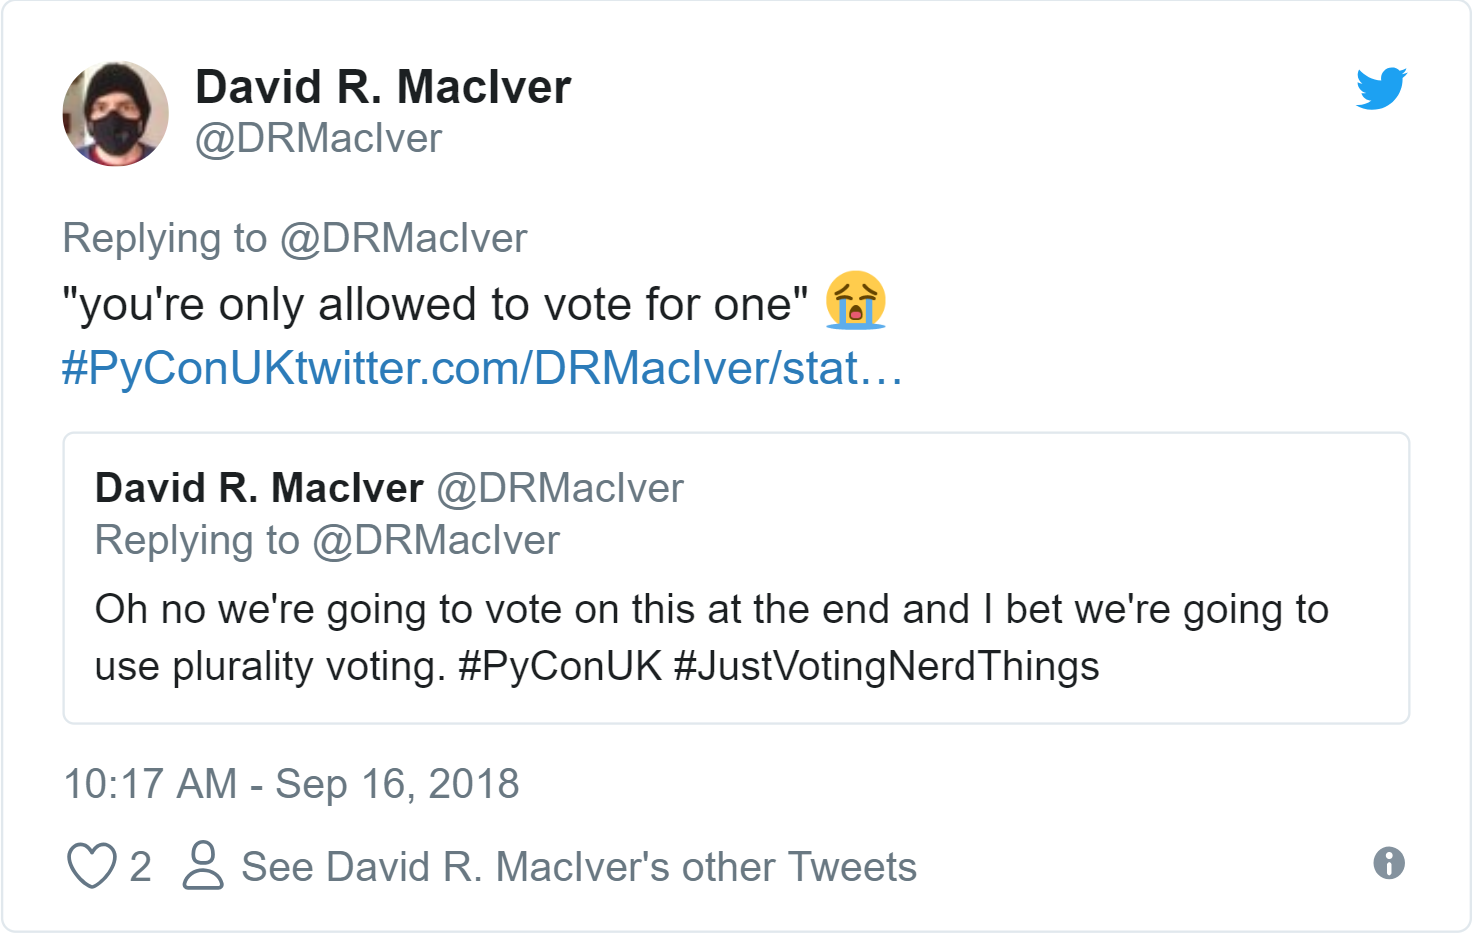 David R. MacIver
@DRMacIver
Replying to @DRMacIver
"you're only allowed to vote for one" 😭
#PyConUKtwitter.com/DRMacIver/stat…
David R. MacIver @DRMacIver
Replying to @DRMacIver
Oh no we're going to vote on this at the end and I bet we're going to
use plurality voting. #PyConUK #JustVotingNerdThings
10:17 AM - Sep 16, 2018
2 See David R. MacIver's other Tweets